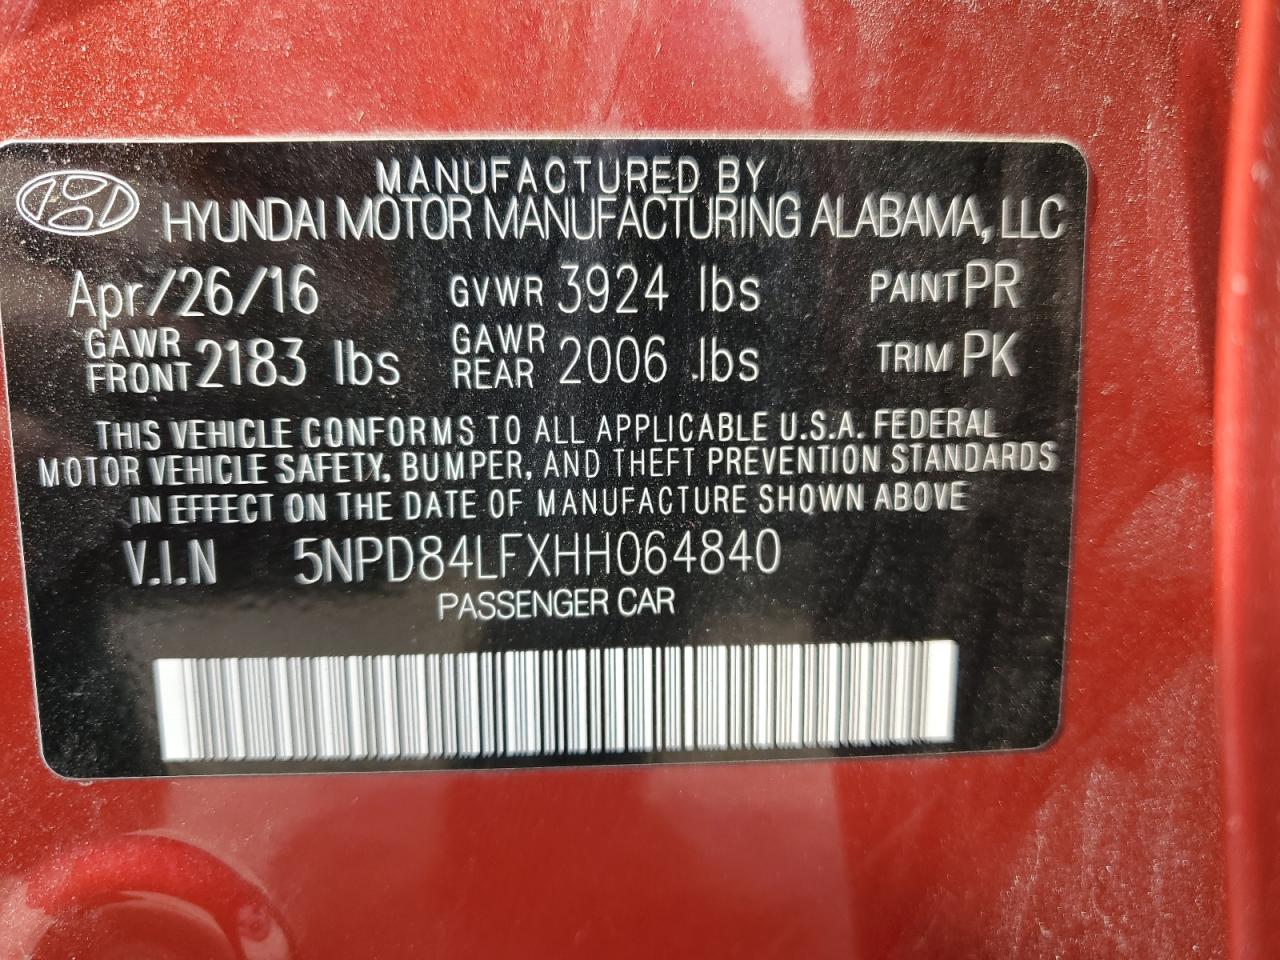 MANUFACTURED BY
HYUNDAI MOTOR MANUFACTURING ALABAMA, LLC
Apr/26/16 GVWR 3924 lbs PAINT PR
GAWR FRONT 2183 lbs GAWR REAR 2006 lbs TRIM PK
THIS VEHICLE CONFORMS TO ALL APPLICABLE U.S.A. FEDERAL
MOTOR VEHICLE SAFETY, BUMPER, AND THEFT PREVENTION STANDARDS
IN EFFECT ON THE DATE OF MANUFACTURE SHOWN ABOVE
V.I.N 5NPD84LFXHH064840
PASSENGER CAR